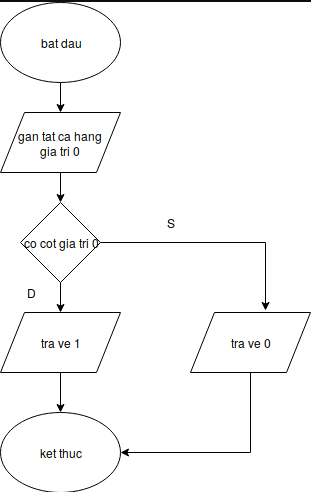 bat dau
gan tat ca hang
gia tri 0
co cot gia tri 0
S
D
tra ve 1
tra ve 0
ket thuc